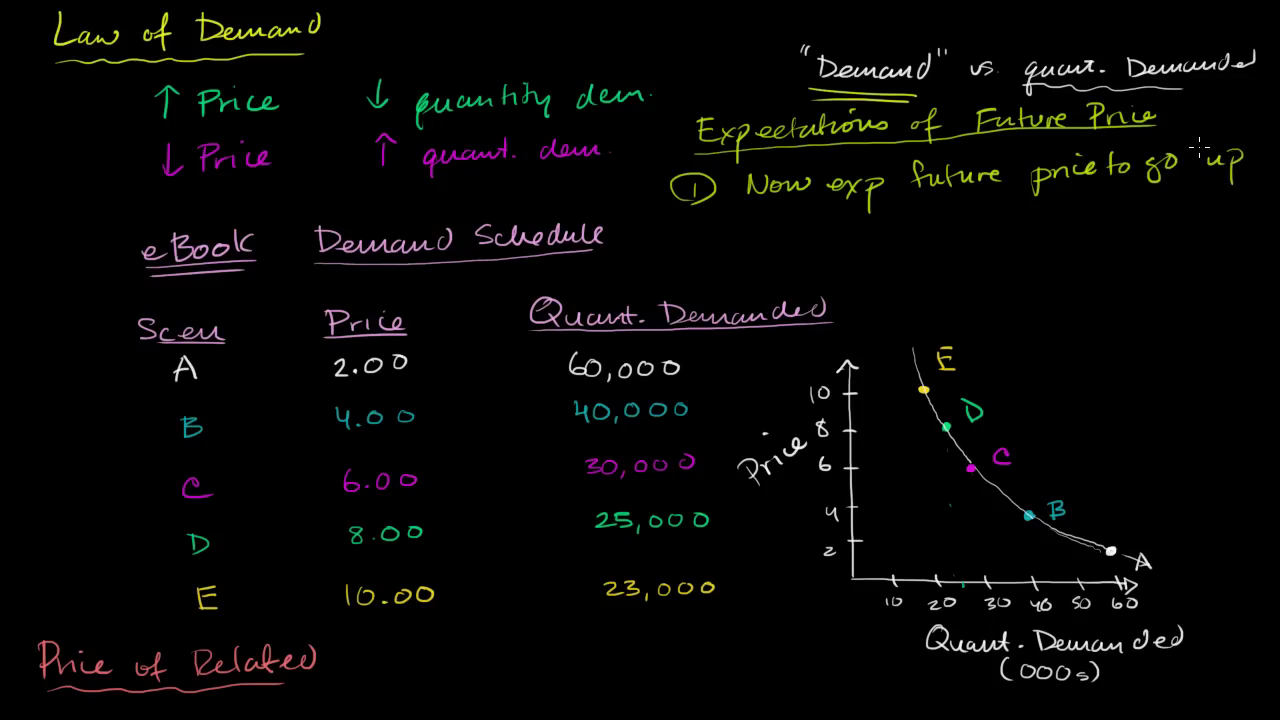 Law of Demand
↑ Price ↓ quantity dem.
↓ Price ↑ quant. dem.
"Demand" vs. quant. Demanded
Expectations of Future Price
① Now exp future price to go up
eBook Demand Schedule
Scen Price Quant. Demanded
A 2.00 60,000
B 4.00 40,000
C 6.00 30,000
D 8.00 25,000
E 10.00 23,000
Price of Related
E
D
C
B
A
Price
10
8
6
4
2
10 20 30 40 50 60
Quant. Demanded
(000s)